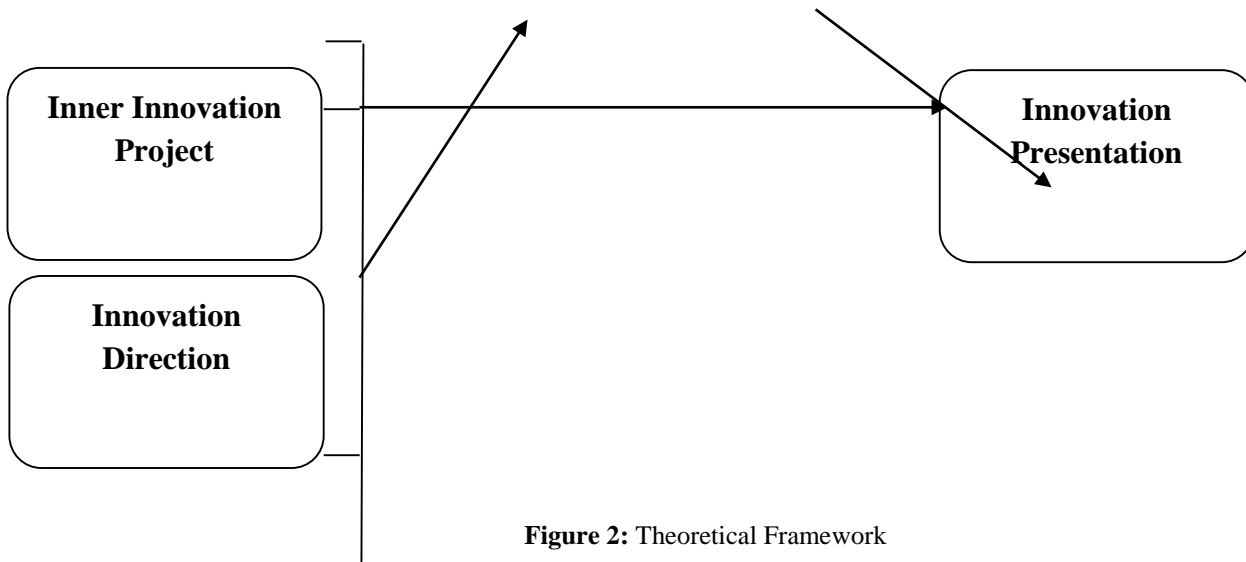 Inner Innovation
Project
Innovation
Presentation
Innovation
Direction
Figure 2: Theoretical Framework